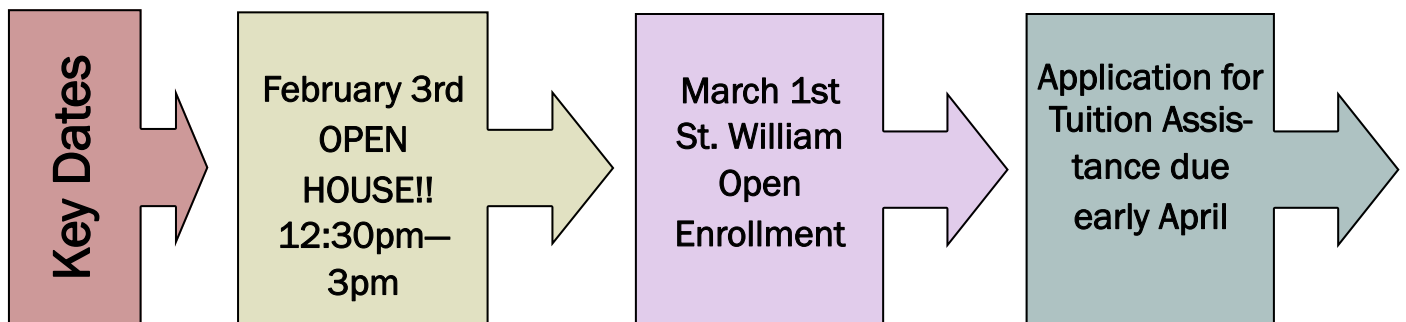 Key Dates
February 3rd
OPEN
HOUSE!!
12:30pm—
3pm
March 1st
St. William
Open
Enrollment
Application for
Tuition Assis-
tance due
early April